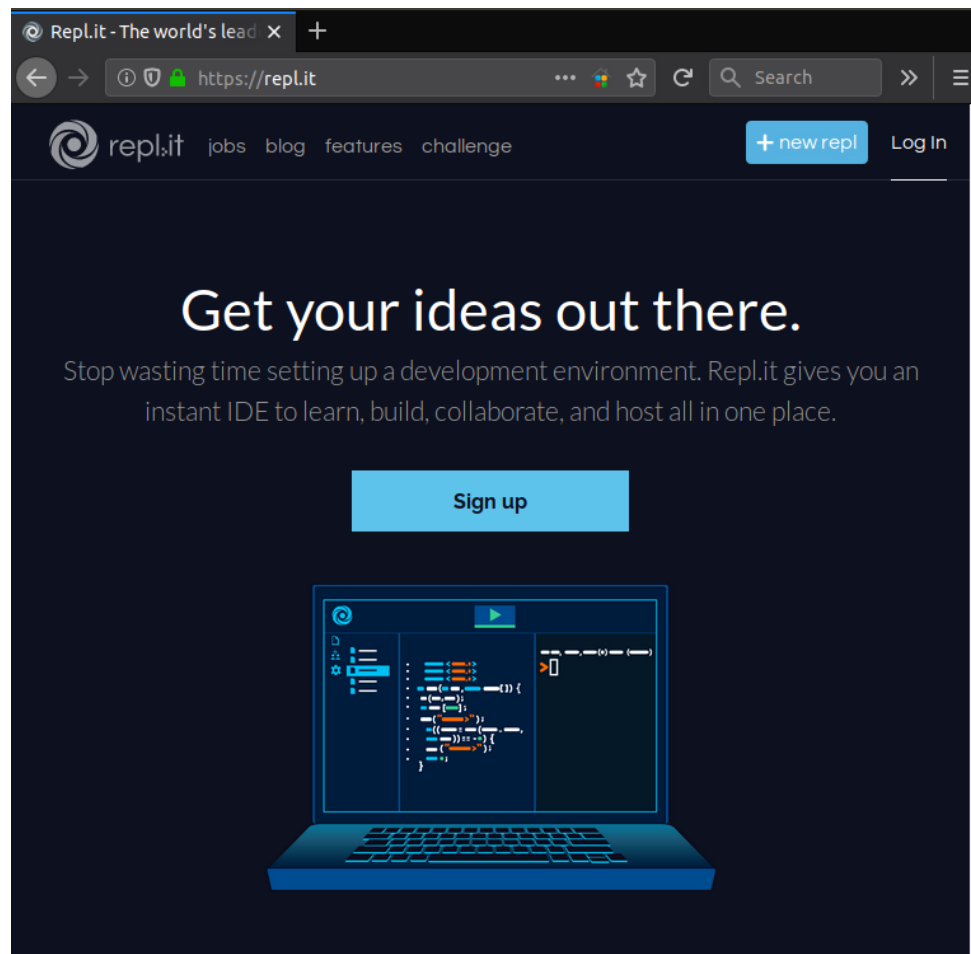 Repl.it - The world's lead
https://repl.it
Search
repl.it jobs blog features challenge + new repl Log In
Get your ideas out there.
Stop wasting time setting up a development environment. Repl.it gives you an
instant IDE to learn, build, collaborate, and host all in one place.
Sign up